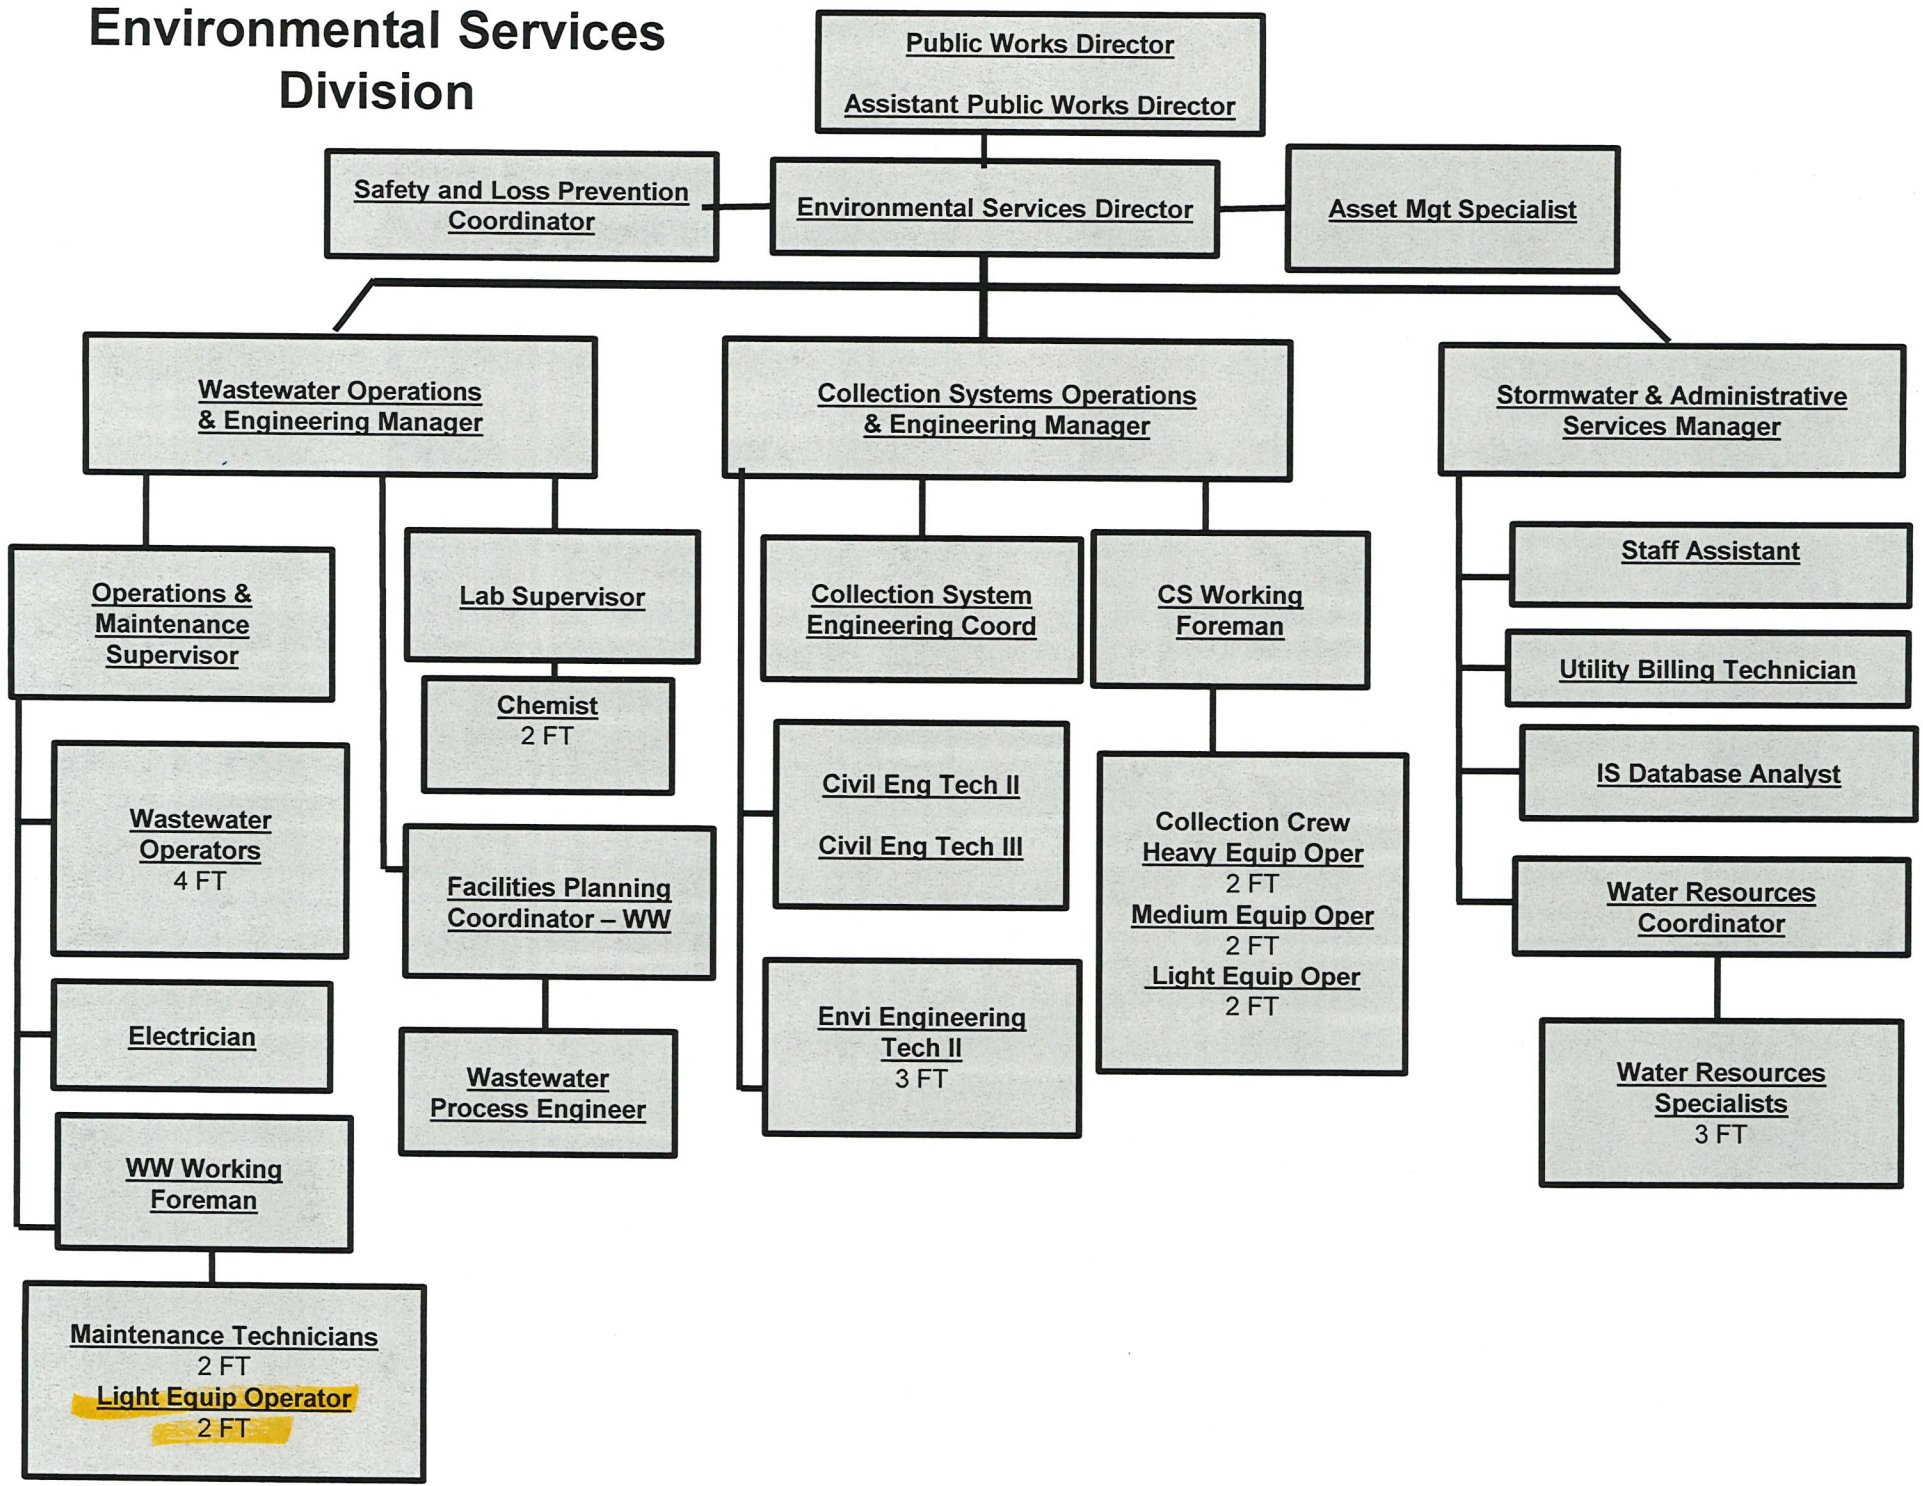 Environmental Services
Division
Public Works Director
Assistant Public Works Director
Safety and Loss Prevention
Coordinator
Environmental Services Director
Asset Mgt Specialist
Wastewater Operations
& Engineering Manager
Collection Systems Operations
& Engineering Manager
Stormwater & Administrative
Services Manager
Operations &
Maintenance
Supervisor
Lab Supervisor
Chemist
2 FT
Wastewater
Operators
4 FT
Facilities Planning
Coordinator – WW
Electrician
Wastewater
Process Engineer
WW Working
Foreman
Maintenance Technicians
2 FT
Light Equip Operator
2 FT
Collection System
Engineering Coord
CS Working
Foreman
Civil Eng Tech II
Civil Eng Tech III
Collection Crew
Heavy Equip Oper
2 FT
Medium Equip Oper
2 FT
Light Equip Oper
2 FT
Envi Engineering
Tech II
3 FT
Staff Assistant
Utility Billing Technician
IS Database Analyst
Water Resources
Coordinator
Water Resources
Specialists
3 FT